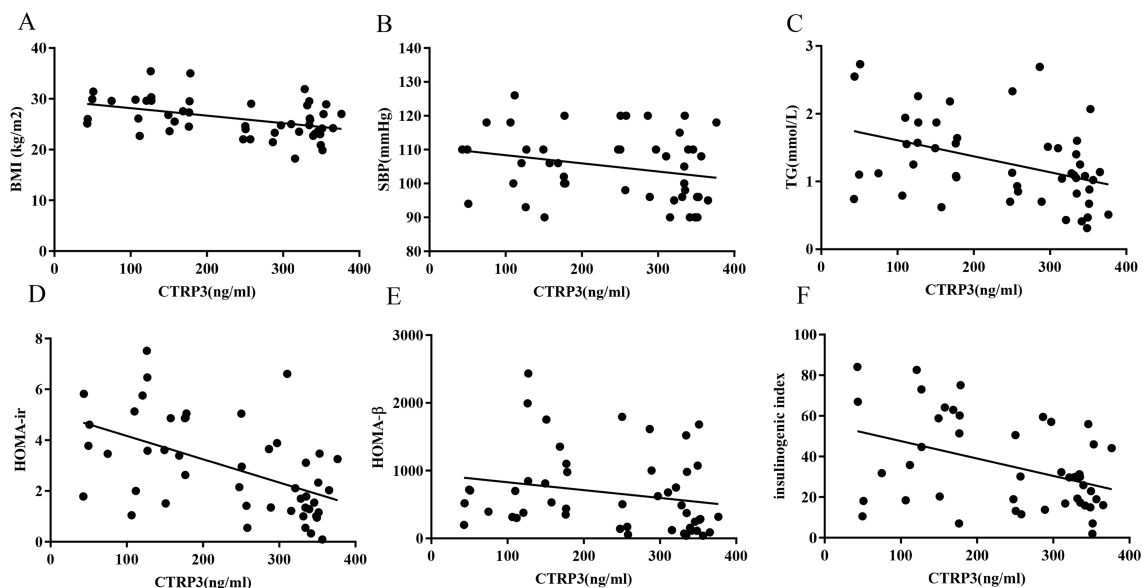 A
BMI (kg/m2)
40
30
20
10
0
0 100 200 300 400
CTRP3(ng/ml)
B
SBP(mmHg)
140
130
120
110
100
90
80
0 100 200 300 400
CTRP3(ng/ml)
C
TG(mmol/L)
3
2
1
0
0 100 200 300 400
CTRP3(ng/ml)
D
HOMA-ir
8
6
4
2
0
0 100 200 300 400
CTRP3(ng/ml)
E
HOMA-β
3000
2000
1000
500
0
0 100 200 300 400
CTRP3(ng/ml)
F
insulinogenic index
100
80
60
40
20
0
0 100 200 300 400
CTRP3(ng/ml)